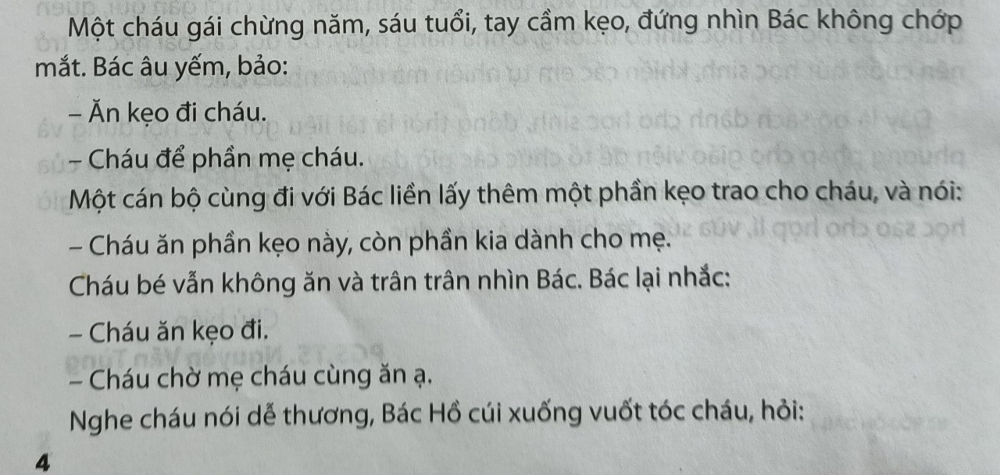 Một cháu gái chừng năm, sáu tuổi, tay cầm kẹo, đứng nhìn Bác không chớp
mắt. Bác âu yếm, bảo:
– Ăn kẹo đi cháu.
– Cháu để phần mẹ cháu.
Một cán bộ cùng đi với Bác liền lấy thêm một phần kẹo trao cho cháu, và nói:
– Cháu ăn phần kẹo này, còn phần kia dành cho mẹ.
Cháu bé vẫn không ăn và trân trân nhìn Bác. Bác lại nhắc:
– Cháu ăn kẹo đi.
– Cháu chờ mẹ cháu cùng ăn ạ.
Nghe cháu nói dễ thương, Bác Hồ cúi xuống vuốt tóc cháu, hỏi:
4